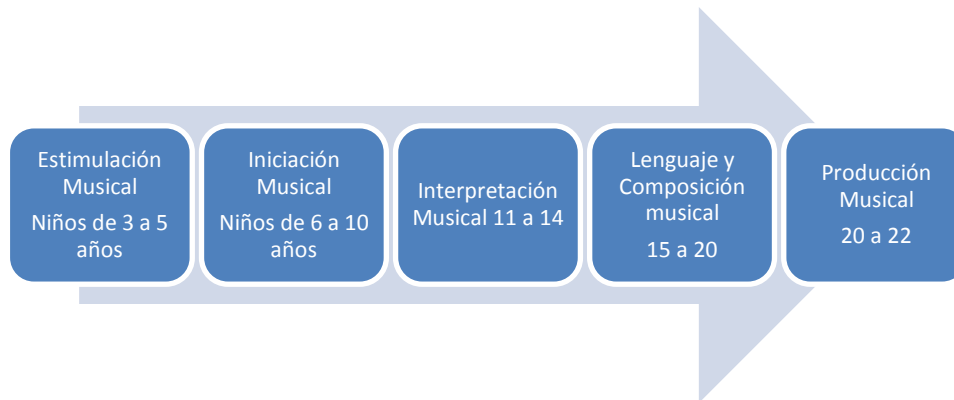 Estimulación
Musical
Niños de 3 a 5
años
Iniciación
Musical
Niños de 6 a 10
años
Interpretación
Musical 11 a 14
Lenguaje y
Composición
musical
15 a 20
Producción
Musical
20 a 22